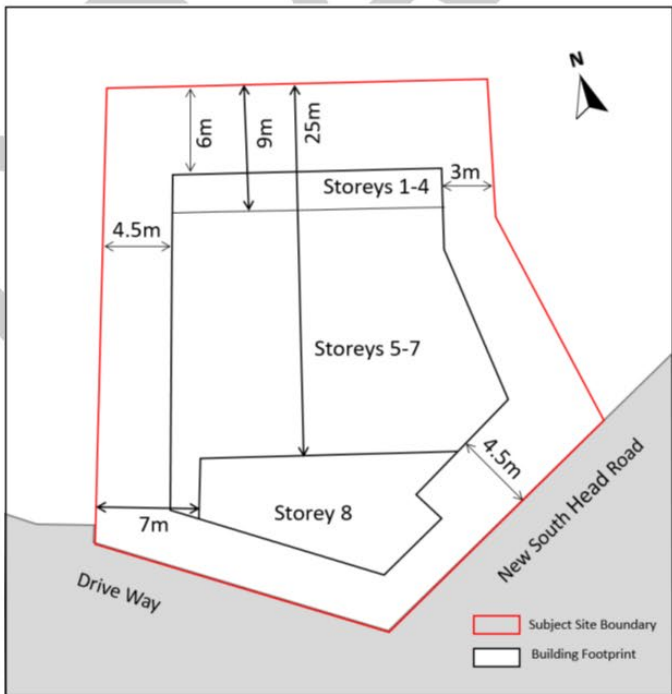 N
6m
9m
25m
Storeys 1-4
3m
4.5m
Storeys 5-7
4.5m
Storey 8
7m
New South Head Road
Drive Way
Subject Site Boundary
Building Footprint